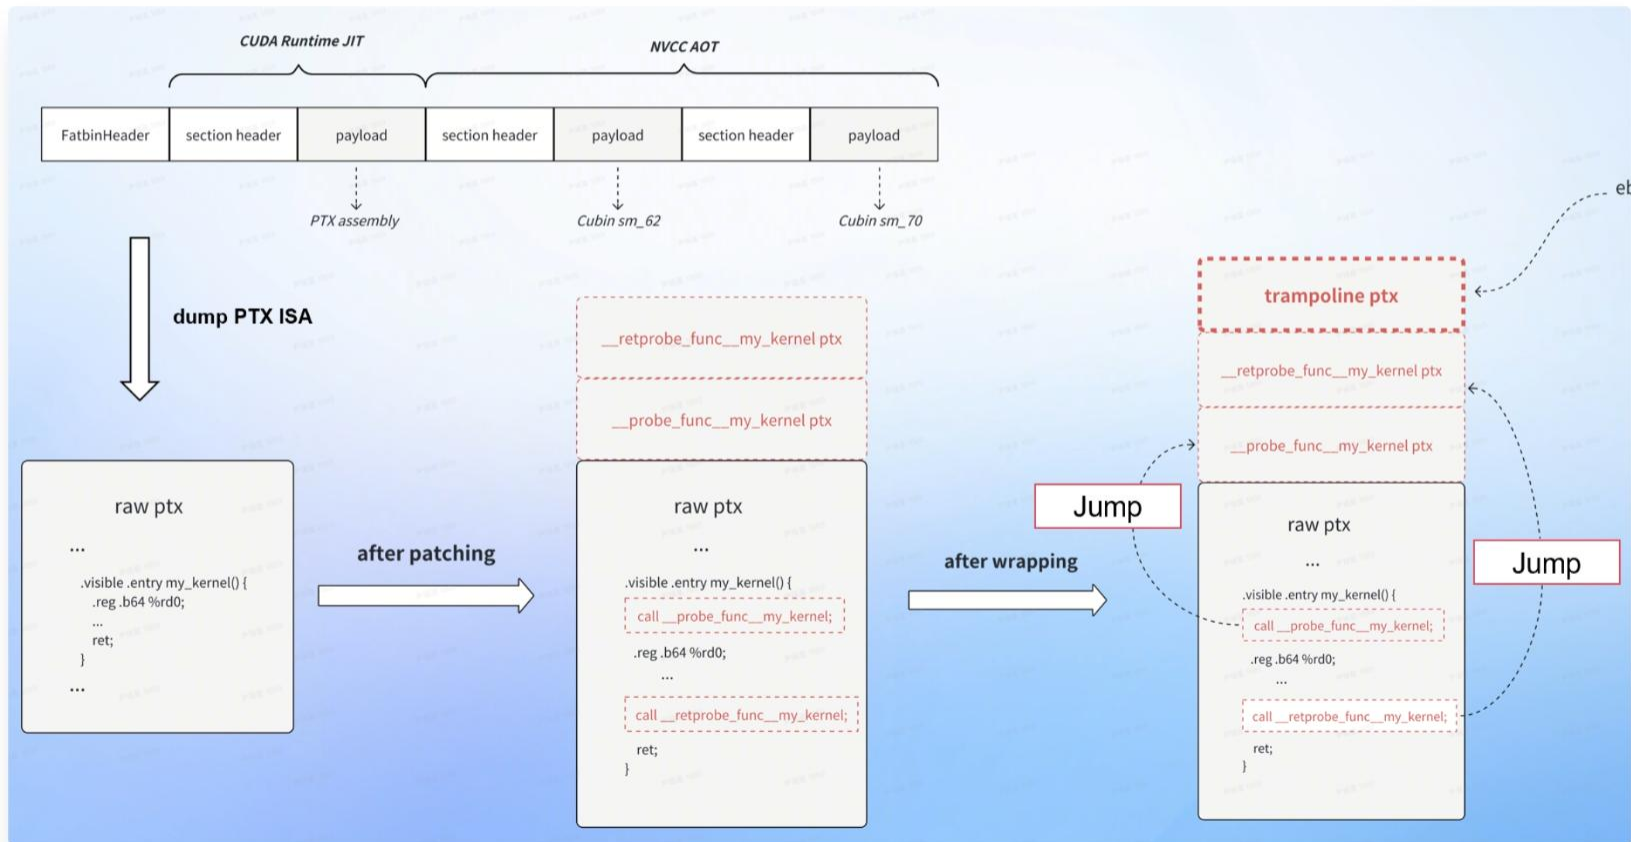 CUDA Runtime JIT
NVCC AOT
FatbinHeader
section header
payload
section header
payload
section header
payload
PTX assembly
Cubin sm_62
Cubin sm_70
dump PTX ISA
raw ptx
...
.visible .entry my_kernel() {
.reg .b64 %rd0;
...
ret;
}
...
after patching
__retprobe_func__my_kernel ptx
__probe_func__my_kernel ptx
raw ptx
...
.visible .entry my_kernel() {
call __probe_func__my_kernel;
.reg .b64 %rd0;
...
call __retprobe_func__my_kernel;
ret;
}
after wrapping
eb
trampoline ptx
__retprobe_func__my_kernel ptx
__probe_func__my_kernel ptx
Jump
Jump
raw ptx
...
.visible .entry my_kernel() {
call __probe_func__my_kernel;
.reg .b64 %rd0;
...
call __retprobe_func__my_kernel;
ret;
}